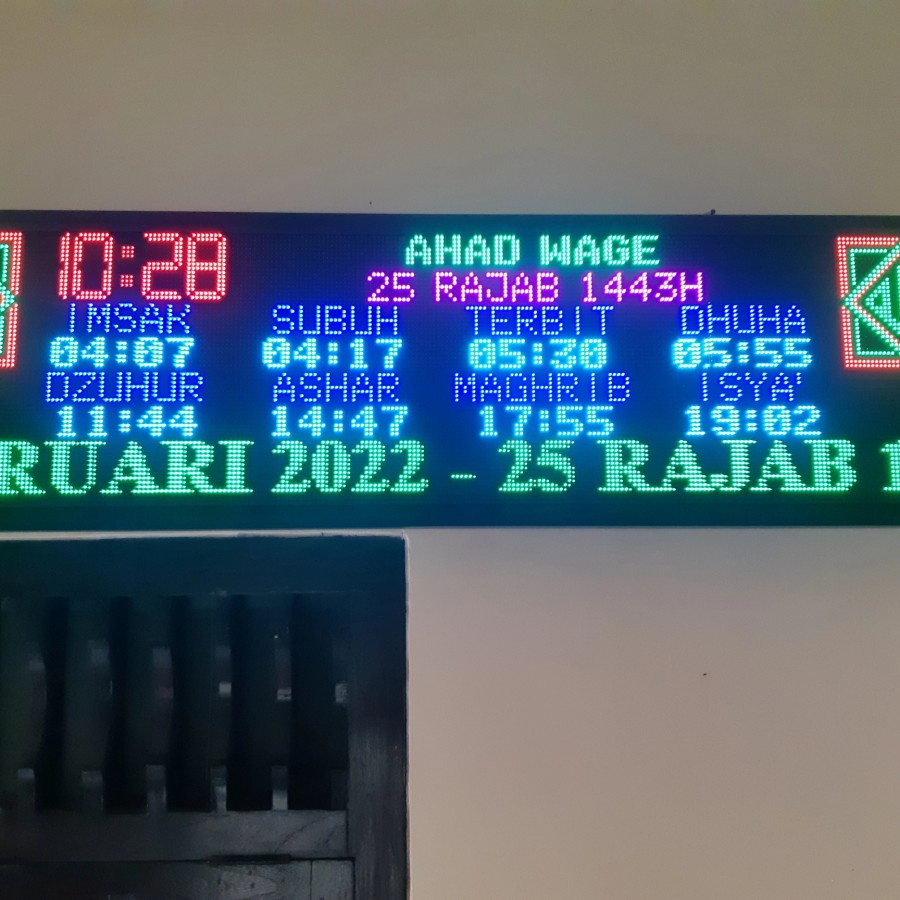 10:28
AHAD WAGE
25 RAJAB 1443H
IMSAK SUBUH TERBIT DHUHA
04:07 04:17 05:30 05:55
DZUHUR ASHAR MAGHRIB ISYA'
11:44 14:47 17:55 19:02
RUARI 2022 - 25 RAJAB 1